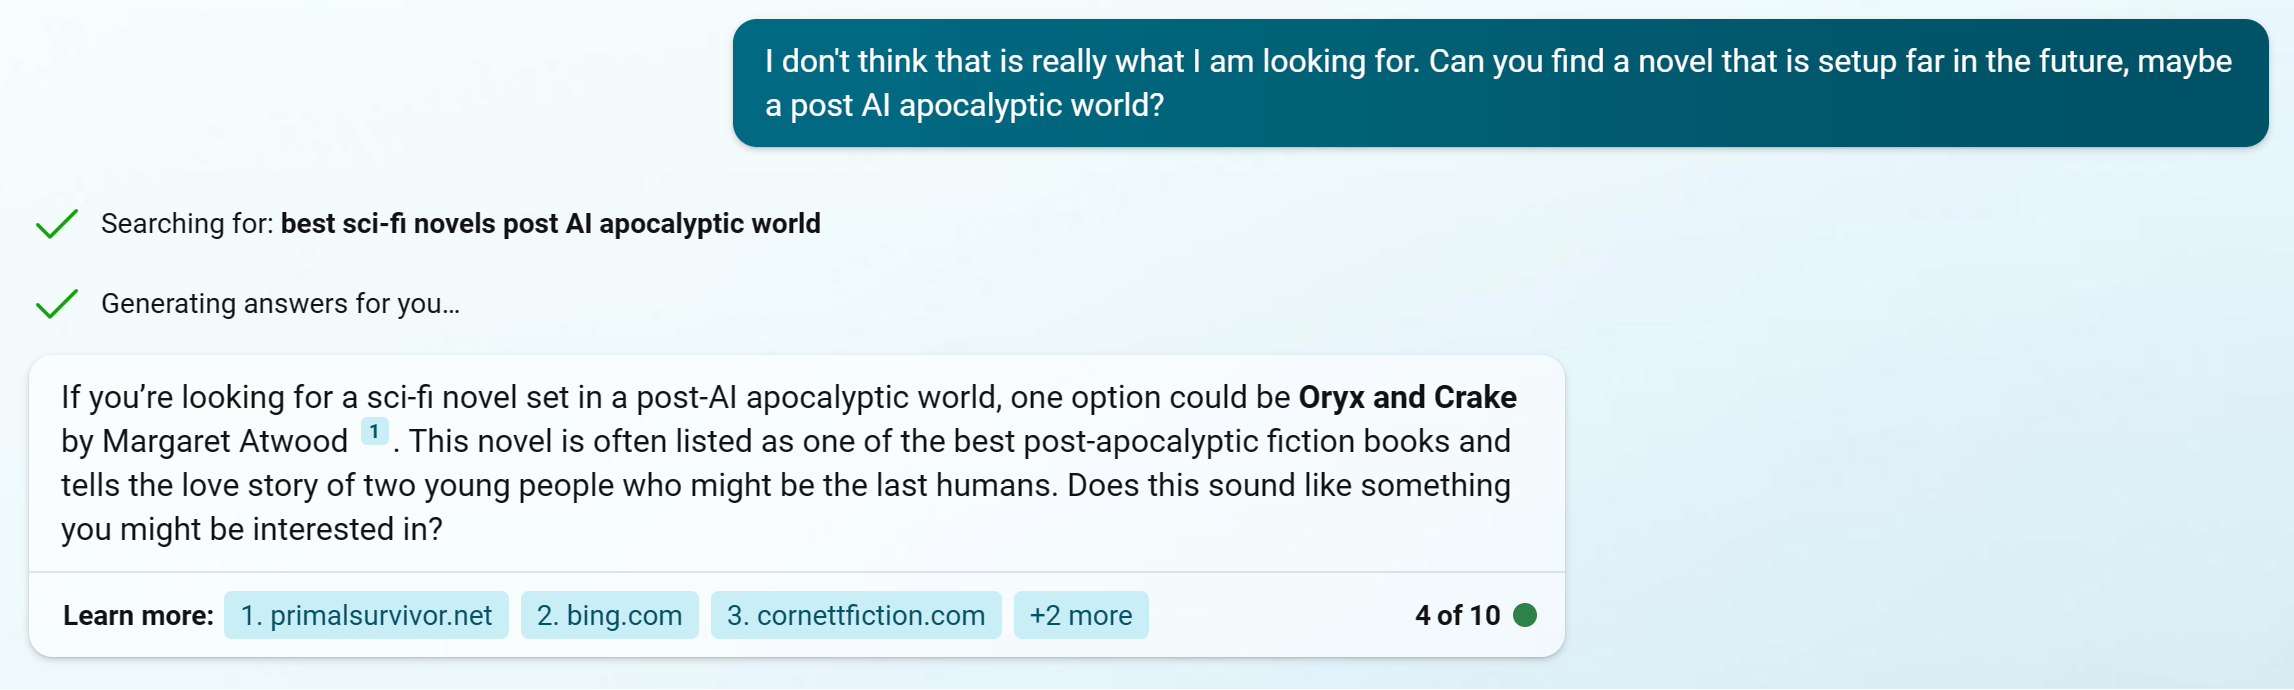 I don't think that is really what I am looking for. Can you find a novel that is setup far in the future, maybe
a post AI apocalyptic world?
Searching for: best sci-fi novels post AI apocalyptic world
Generating answers for you...
If you’re looking for a sci-fi novel set in a post-AI apocalyptic world, one option could be Oryx and Crake
by Margaret Atwood 1 . This novel is often listed as one of the best post-apocalyptic fiction books and
tells the love story of two young people who might be the last humans. Does this sound like something
you might be interested in?
Learn more: 1. primalsurvivor.net 2. bing.com 3. cornettfiction.com +2 more 4 of 10